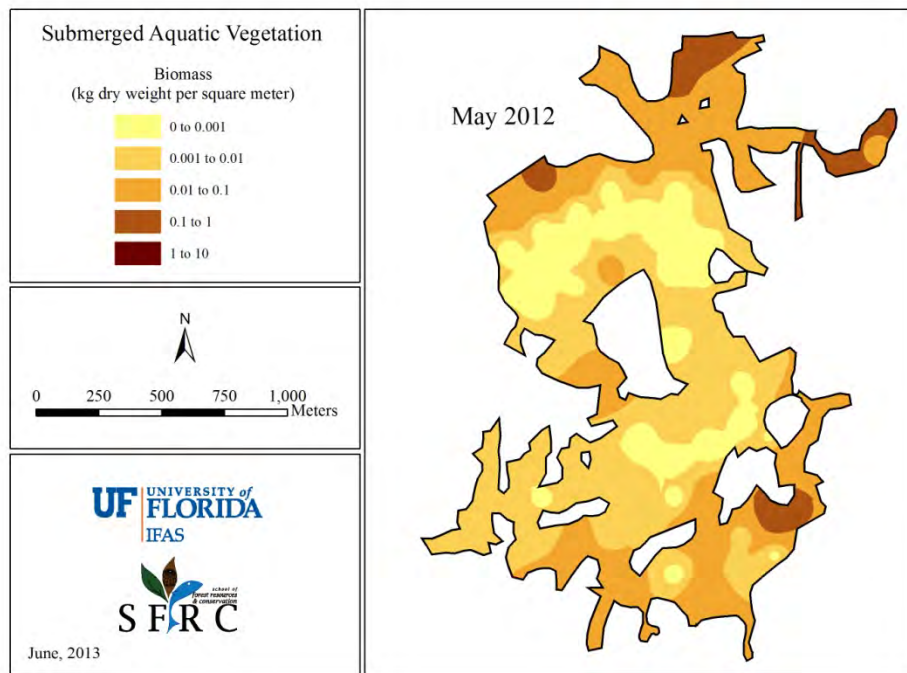 Submerged Aquatic Vegetation
Biomass
(kg dry weight per square meter)
0 to 0.001
0.001 to 0.01
0.01 to 0.1
0.1 to 1
1 to 10
N
0 250 500 750 1,000
Meters
UF UNIVERSITY of
FLORIDA
IFAS
school of
forest resources
& conservation
SFRC
June, 2013
May 2012